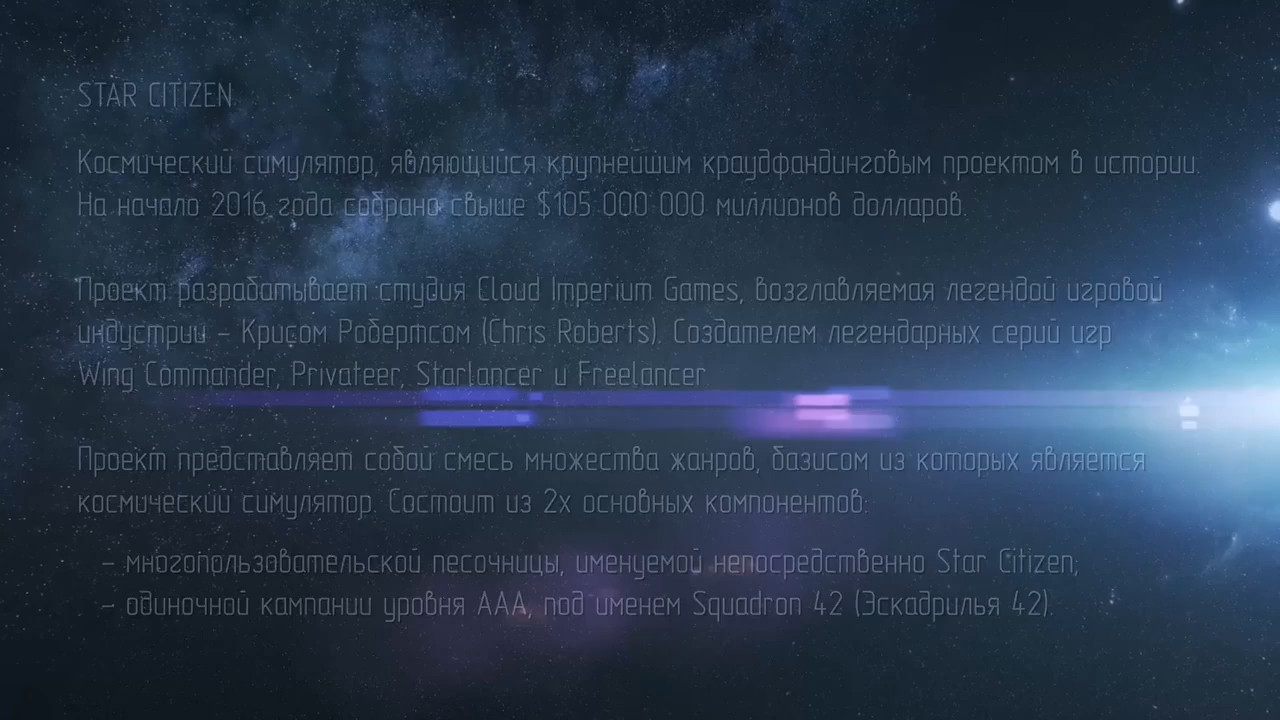 STAR CITIZEN
Космический симулятор, являющийся крупнейшим краудфандинговым проектом в истории.
На начало 2016 года собрано свыше $105 000 000 миллионов долларов.
Проект разрабатывает студия Cloud Imperium Games, возглавляемая легендой игровой
индустрии – Крисом Робертсом (Chris Roberts). Создателем легендарных серий игр
Wing Commander, Privateer, Starlancer и Freelancer
Проект представляет собой смесь множества жанров, базисом из которых является
космический симулятор. Состоит из 2х основных компонентов:
– многопользовательской песочницы, именуемой непосредственно Star Citizen;
– одиночной кампании уровня ААА, под именем Squadron 42 (Эскадрилья 42).